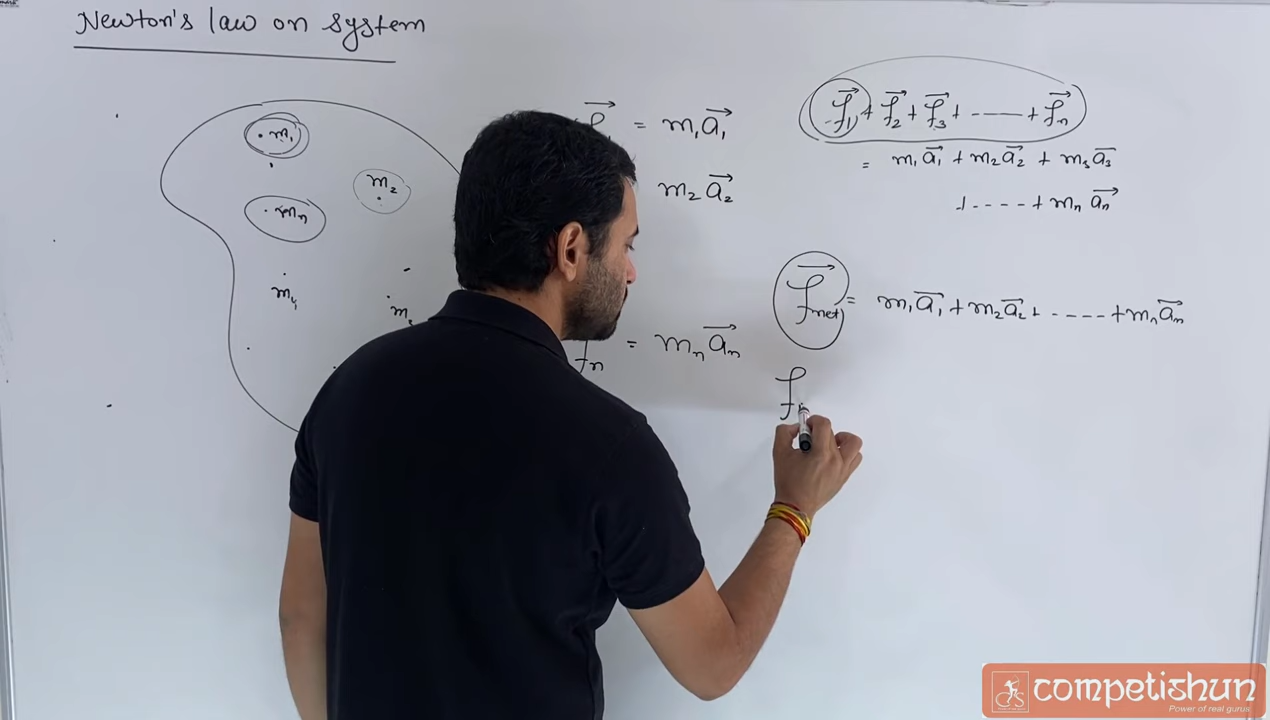 Newton's law on system
m₁
m₂
mₙ
m₄
= m₁a⃗₁
m₂a⃗₂
fₙ = mₙa⃗ₙ
f⃗₁ + f⃗₂ + f⃗₃ + ------ + f⃗ₙ
= m₁a⃗₁ + m₂a⃗₂ + m₃a⃗₃
+ ---- + mₙa⃗ₙ
f⃗net = m₁a⃗₁ + m₂a⃗₂ + ---- + mₙa⃗ₙ
f
competishun
Power of real gurus